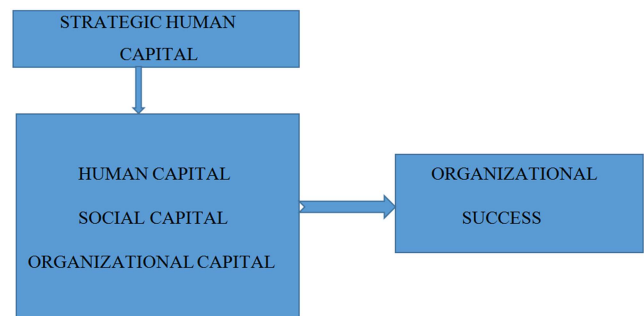 STRATEGIC HUMAN
CAPITAL
HUMAN CAPITAL
SOCIAL CAPITAL
ORGANIZATIONAL CAPITAL
ORGANIZATIONAL
SUCCESS